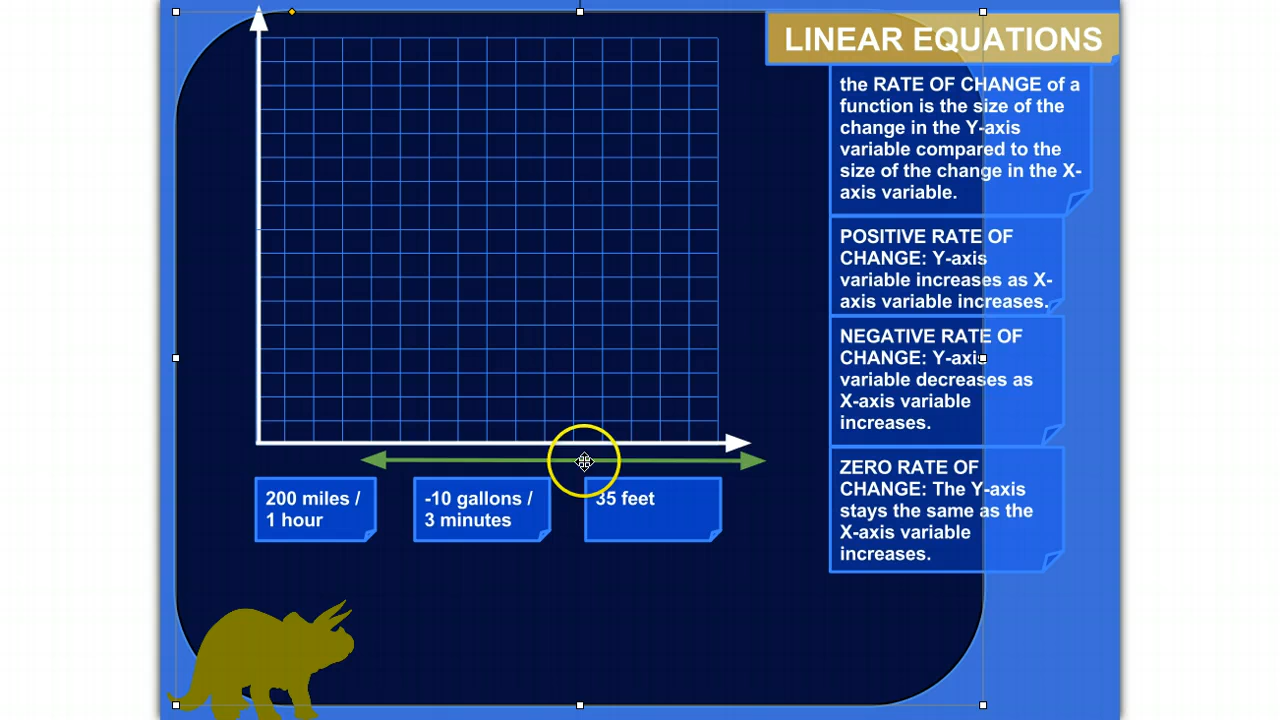 LINEAR EQUATIONS
the RATE OF CHANGE of a
function is the size of the
change in the Y-axis
variable compared to the
size of the change in the X-
axis variable.
POSITIVE RATE OF
CHANGE: Y-axis
variable increases as X-
axis variable increases.
NEGATIVE RATE OF
CHANGE: Y-axis
variable decreases as
X-axis variable
increases.
ZERO RATE OF
CHANGE: The Y-axis
stays the same as the
X-axis variable
increases.
200 miles /
1 hour
-10 gallons /
3 minutes
35 feet